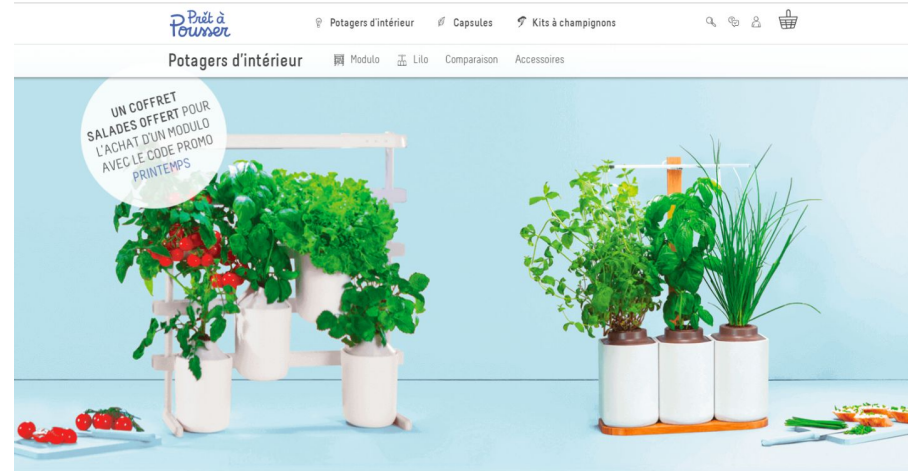 Prêt à
Pousser
Potagers d'intérieur
Capsules
Kits à champignons
Potagers d'intérieur
Modulo
Lilo
Comparaison
Accessoires
UN COFFRET
SALADES OFFERT POUR
L'ACHAT D'UN MODULO
AVEC LE CODE PROMO
PRINTEMPS